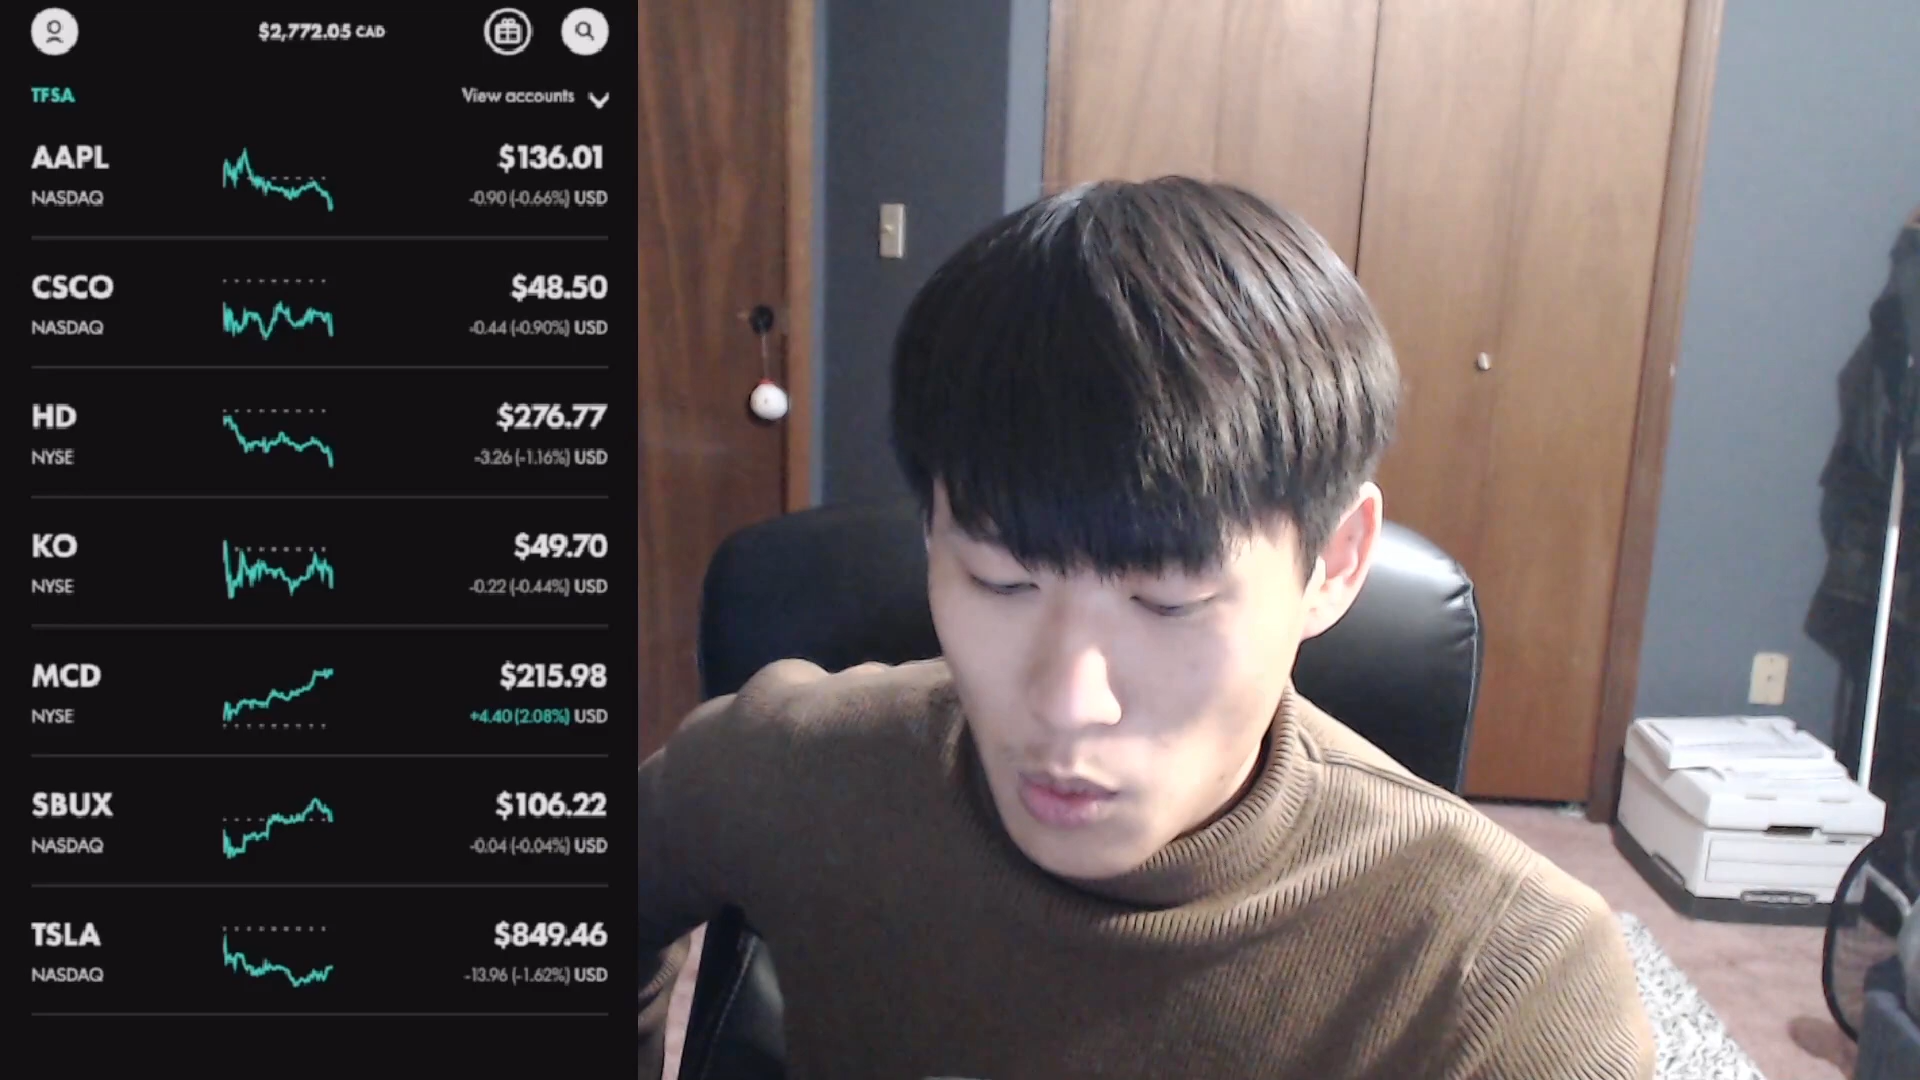 $2,772.05 CAD
TFSA View accounts
AAPL $136.01
NASDAQ -0.90 (-0.66%) USD
CSCO $48.50
NASDAQ -0.44 (-0.90%) USD
HD $276.77
NYSE -3.26 (-1.16%) USD
KO $49.70
NYSE -0.22 (-0.44%) USD
MCD $215.98
NYSE +4.40 (2.08%) USD
SBUX $106.22
NASDAQ -0.04 (-0.04%) USD
TSLA $849.46
NASDAQ -13.96 (-1.62%) USD